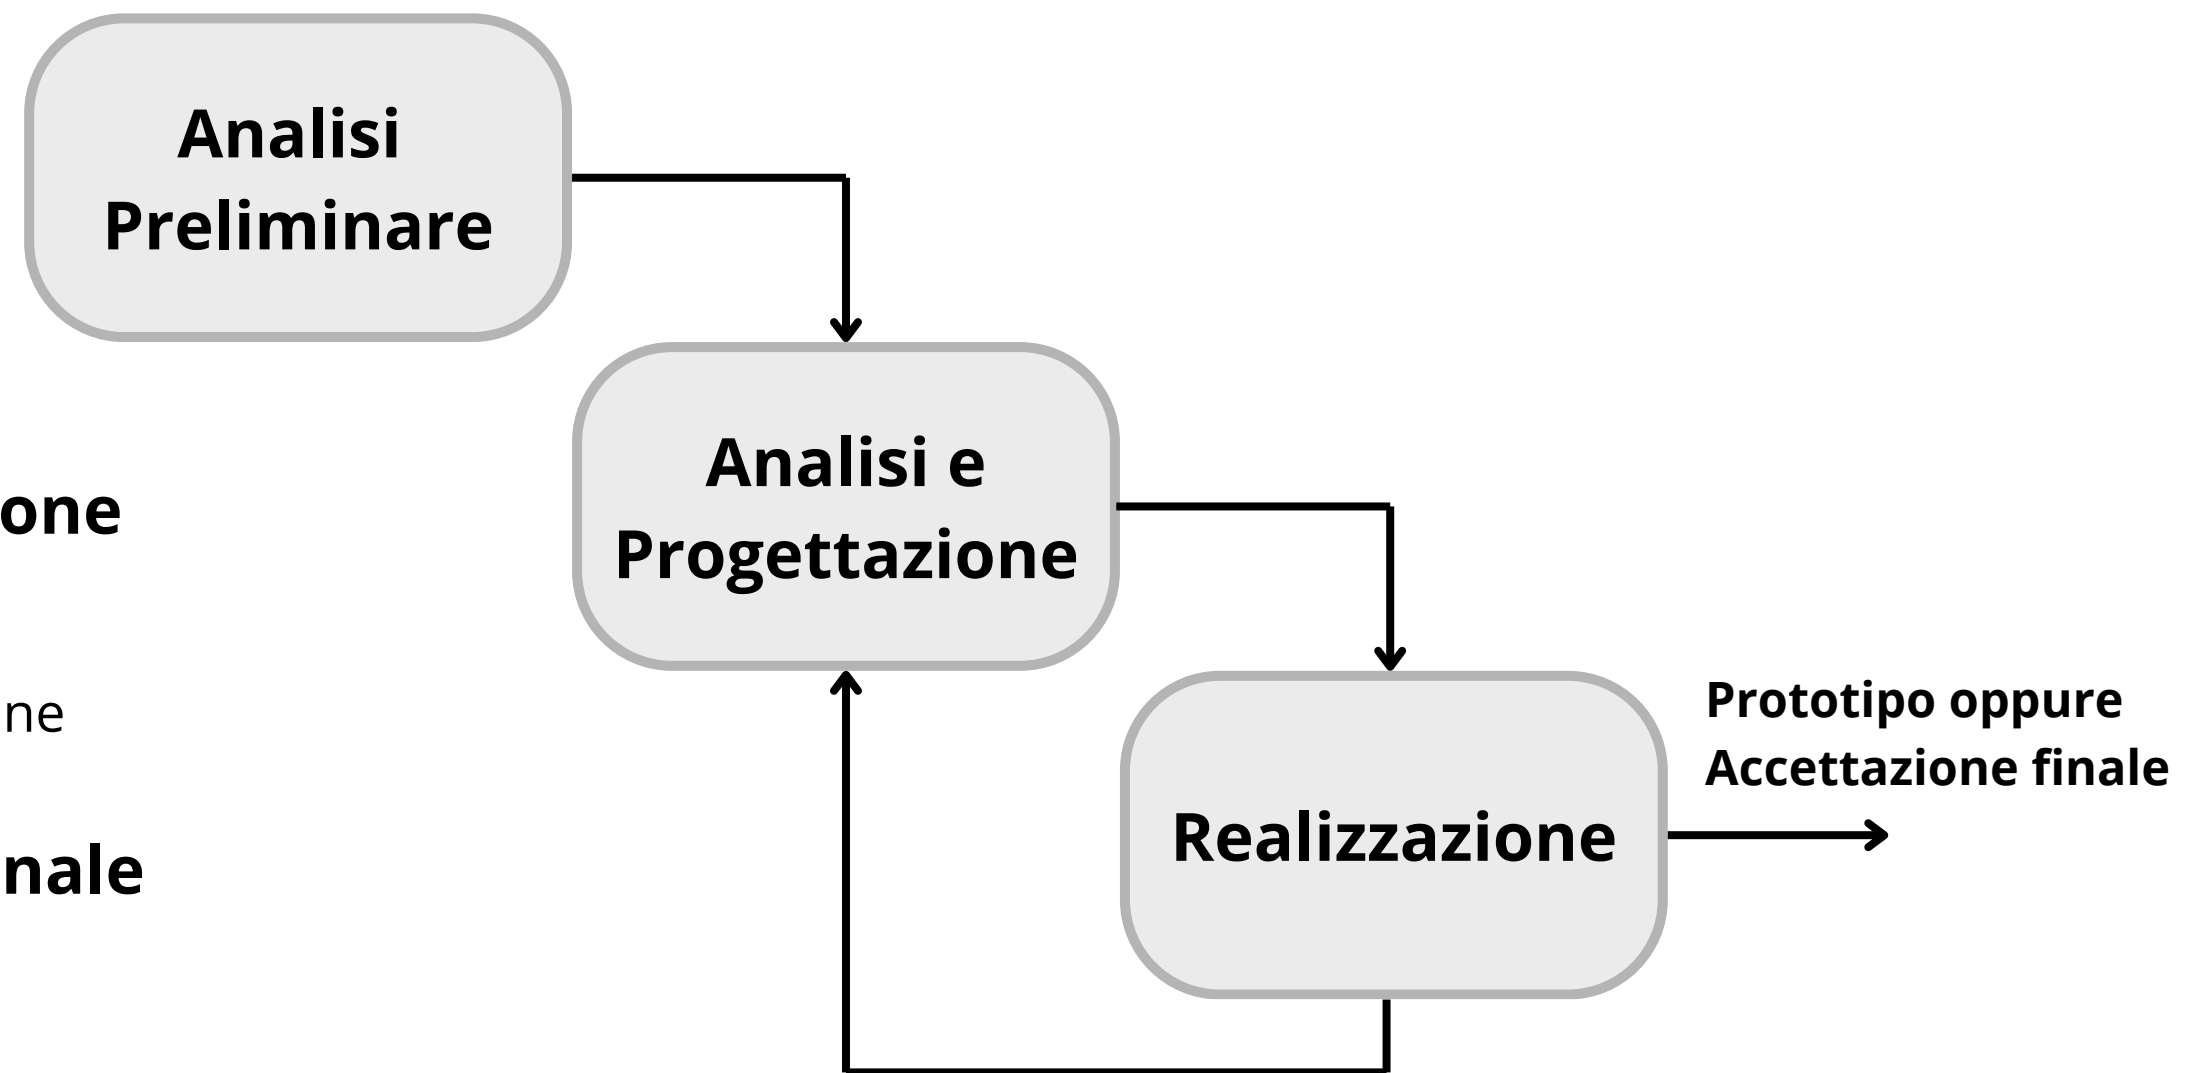 Analisi
Preliminare
Analisi e
Progettazione
one
ne
nale
Realizzazione
Prototipo oppure
Accettazione finale